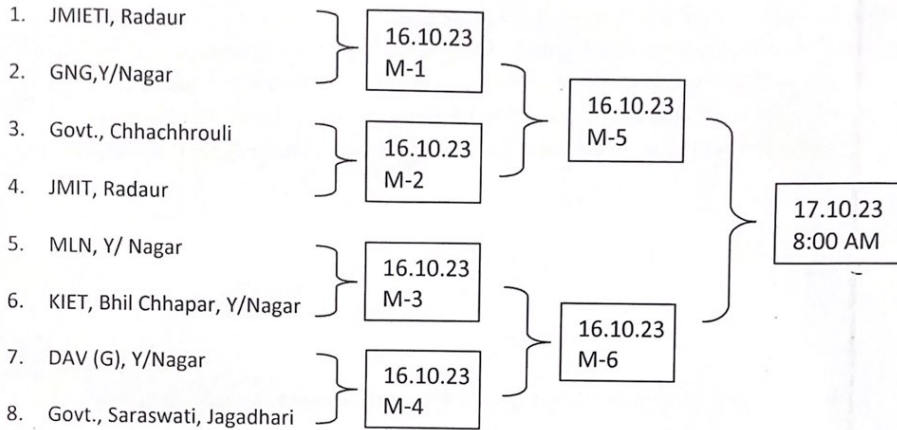 1. JMIETI, Radaur
2. GNG,Y/Nagar
3. Govt., Chhachhrouli
4. JMIT, Radaur
5. MLN, Y/ Nagar
6. KIET, Bhil Chhapar, Y/Nagar
7. DAV (G), Y/Nagar
8. Govt., Saraswati, Jagadhari
16.10.23
M-1
16.10.23
M-2
16.10.23
M-3
16.10.23
M-4
16.10.23
M-5
16.10.23
M-6
17.10.23
8:00 AM